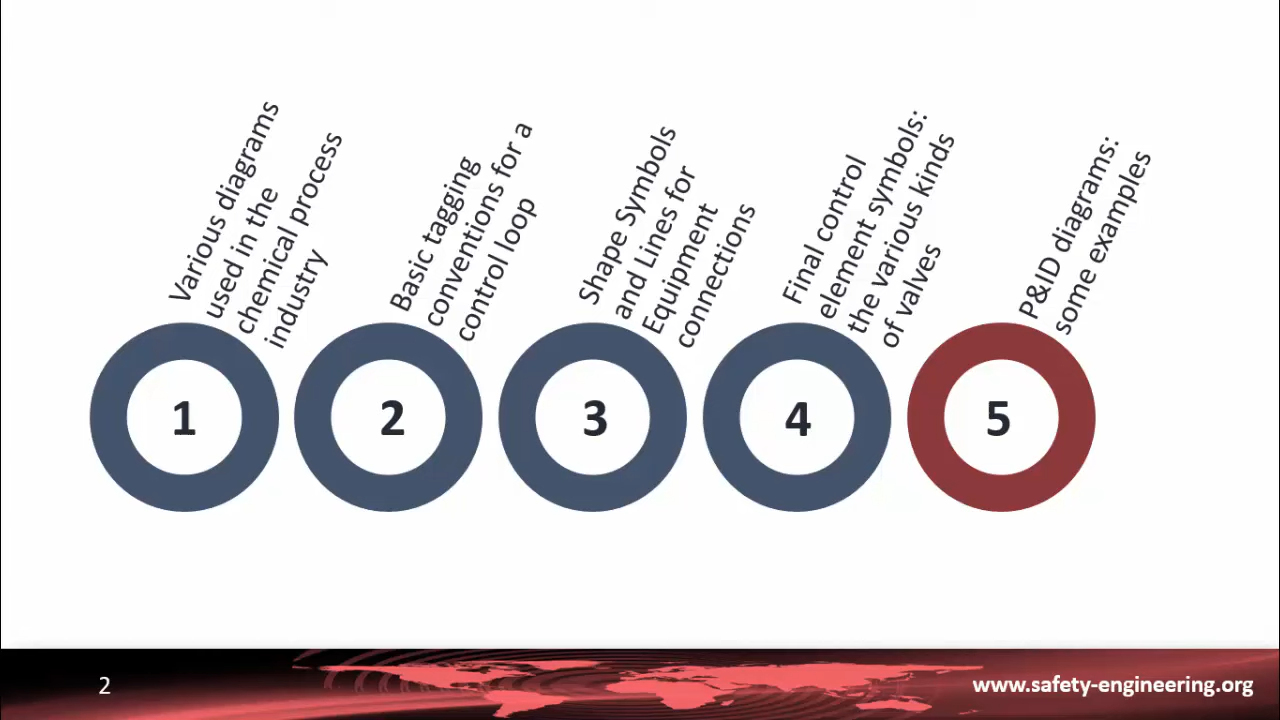 Various diagrams
used in the
chemical process
industry
Basic tagging
conventions for a
control loop
Shape Symbols
and Lines for
Equipment
connections
Final control
element symbols:
the various kinds
of valves
P&ID diagrams:
some examples
1
2
3
4
5
2
www.safety-engineering.org